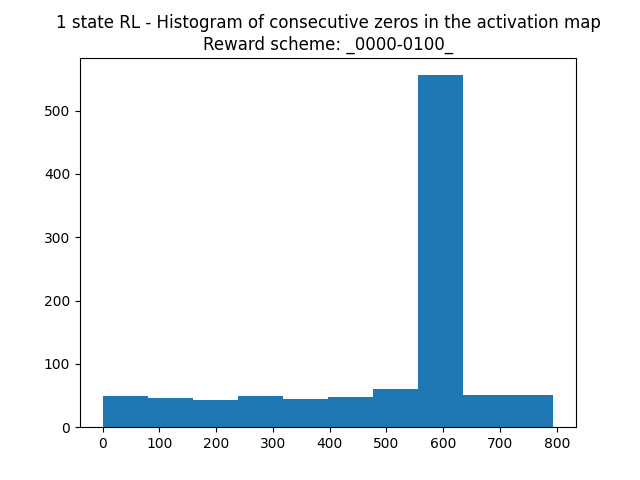 1 state RL - Histogram of consecutive zeros in the activation map
Reward scheme: _0000-0100_
500
400
300
200
100
0
0 100 200 300 400 500 600 700 800